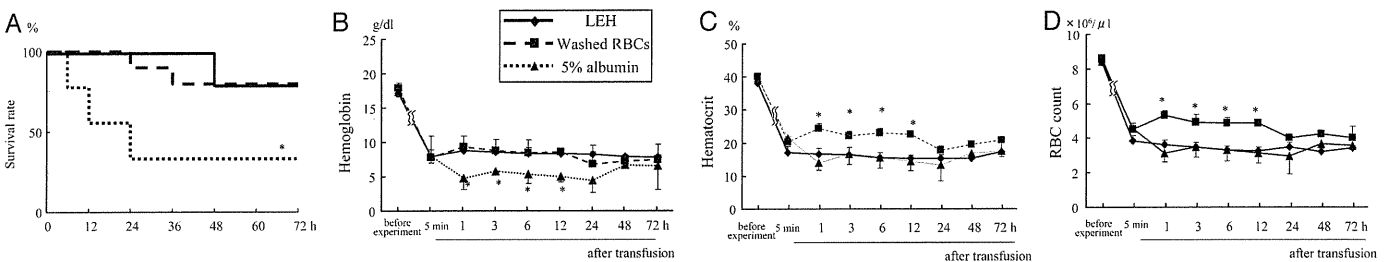 A
%
Survival rate
100
50
0
0 12 24 36 48 60 72 h
*
B
g/dl
LEH
Washed RBCs
5% albumin
Hemoglobin
25
20
15
10
5
0
* * * *
before experiment 5 min 1 3 6 12 24 48 72 h
after transfusion
C
%
Hematocrit
50
40
30
20
10
0
* * * *
before experiment 5 min 1 3 6 12 24 48 72 h
after transfusion
D
×10⁶/μl
RBC count
10
8
6
4
2
0
* * * *
before experiment 5 min 1 3 6 12 24 48 72 h
after transfusion